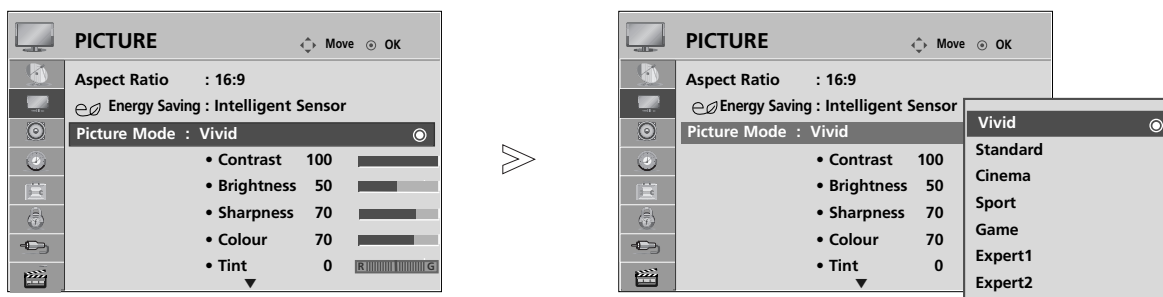 PICTURE
Move OK
Aspect Ratio : 16:9
Energy Saving : Intelligent Sensor
Picture Mode : Vivid
• Contrast 100
• Brightness 50
• Sharpness 70
• Colour 70
• Tint 0 R G
PICTURE
Move OK
Aspect Ratio : 16:9
Energy Saving : Intelligent Sensor
Picture Mode : Vivid
• Contrast 100
• Brightness 50
• Sharpness 70
• Colour 70
• Tint 0
Vivid
Standard
Cinema
Sport
Game
Expert1
Expert2